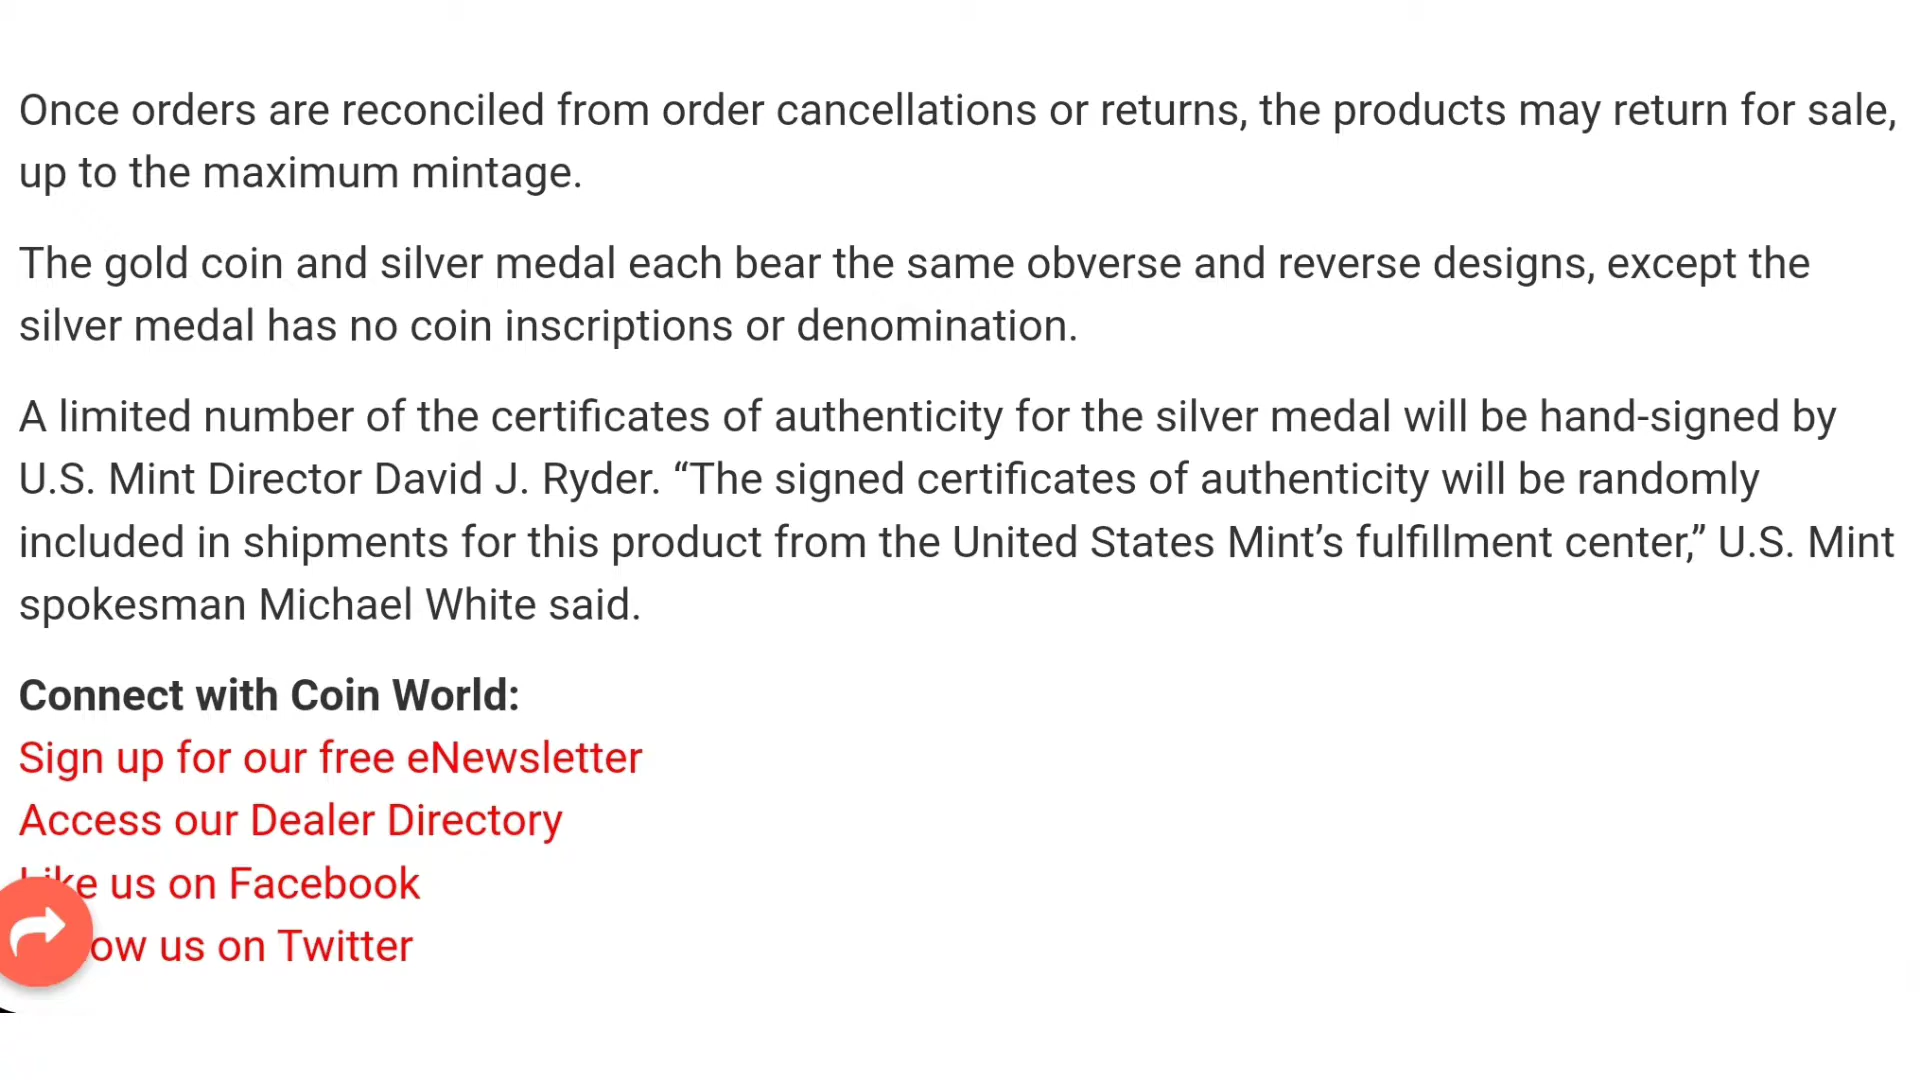 Once orders are reconciled from order cancellations or returns, the products may return for sale,
up to the maximum mintage.
The gold coin and silver medal each bear the same obverse and reverse designs, except the
silver medal has no coin inscriptions or denomination.
A limited number of the certificates of authenticity for the silver medal will be hand-signed by
U.S. Mint Director David J. Ryder. “The signed certificates of authenticity will be randomly
included in shipments for this product from the United States Mint’s fulfillment center,” U.S. Mint
spokesman Michael White said.
Connect with Coin World:
Sign up for our free eNewsletter
Access our Dealer Directory
Like us on Facebook
us on Twitter